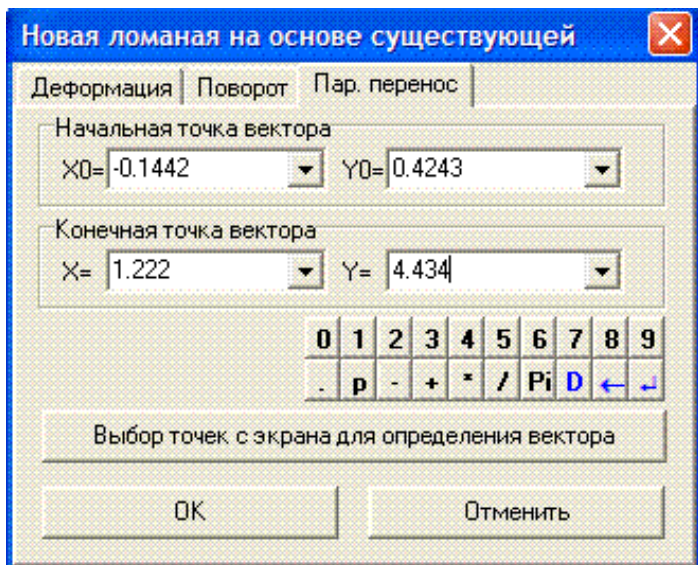 Новая ломаная на основе существующей
Деформация Поворот Пар. перенос
Начальная точка вектора
X0= -0.1442 Y0= 0.4243
Конечная точка вектора
X= 1.222 Y= 4.434
0 1 2 3 4 5 6 7 8 9
. p - + * / Pi D ← ↵
Выбор точек с экрана для определения вектора
OK Отменить